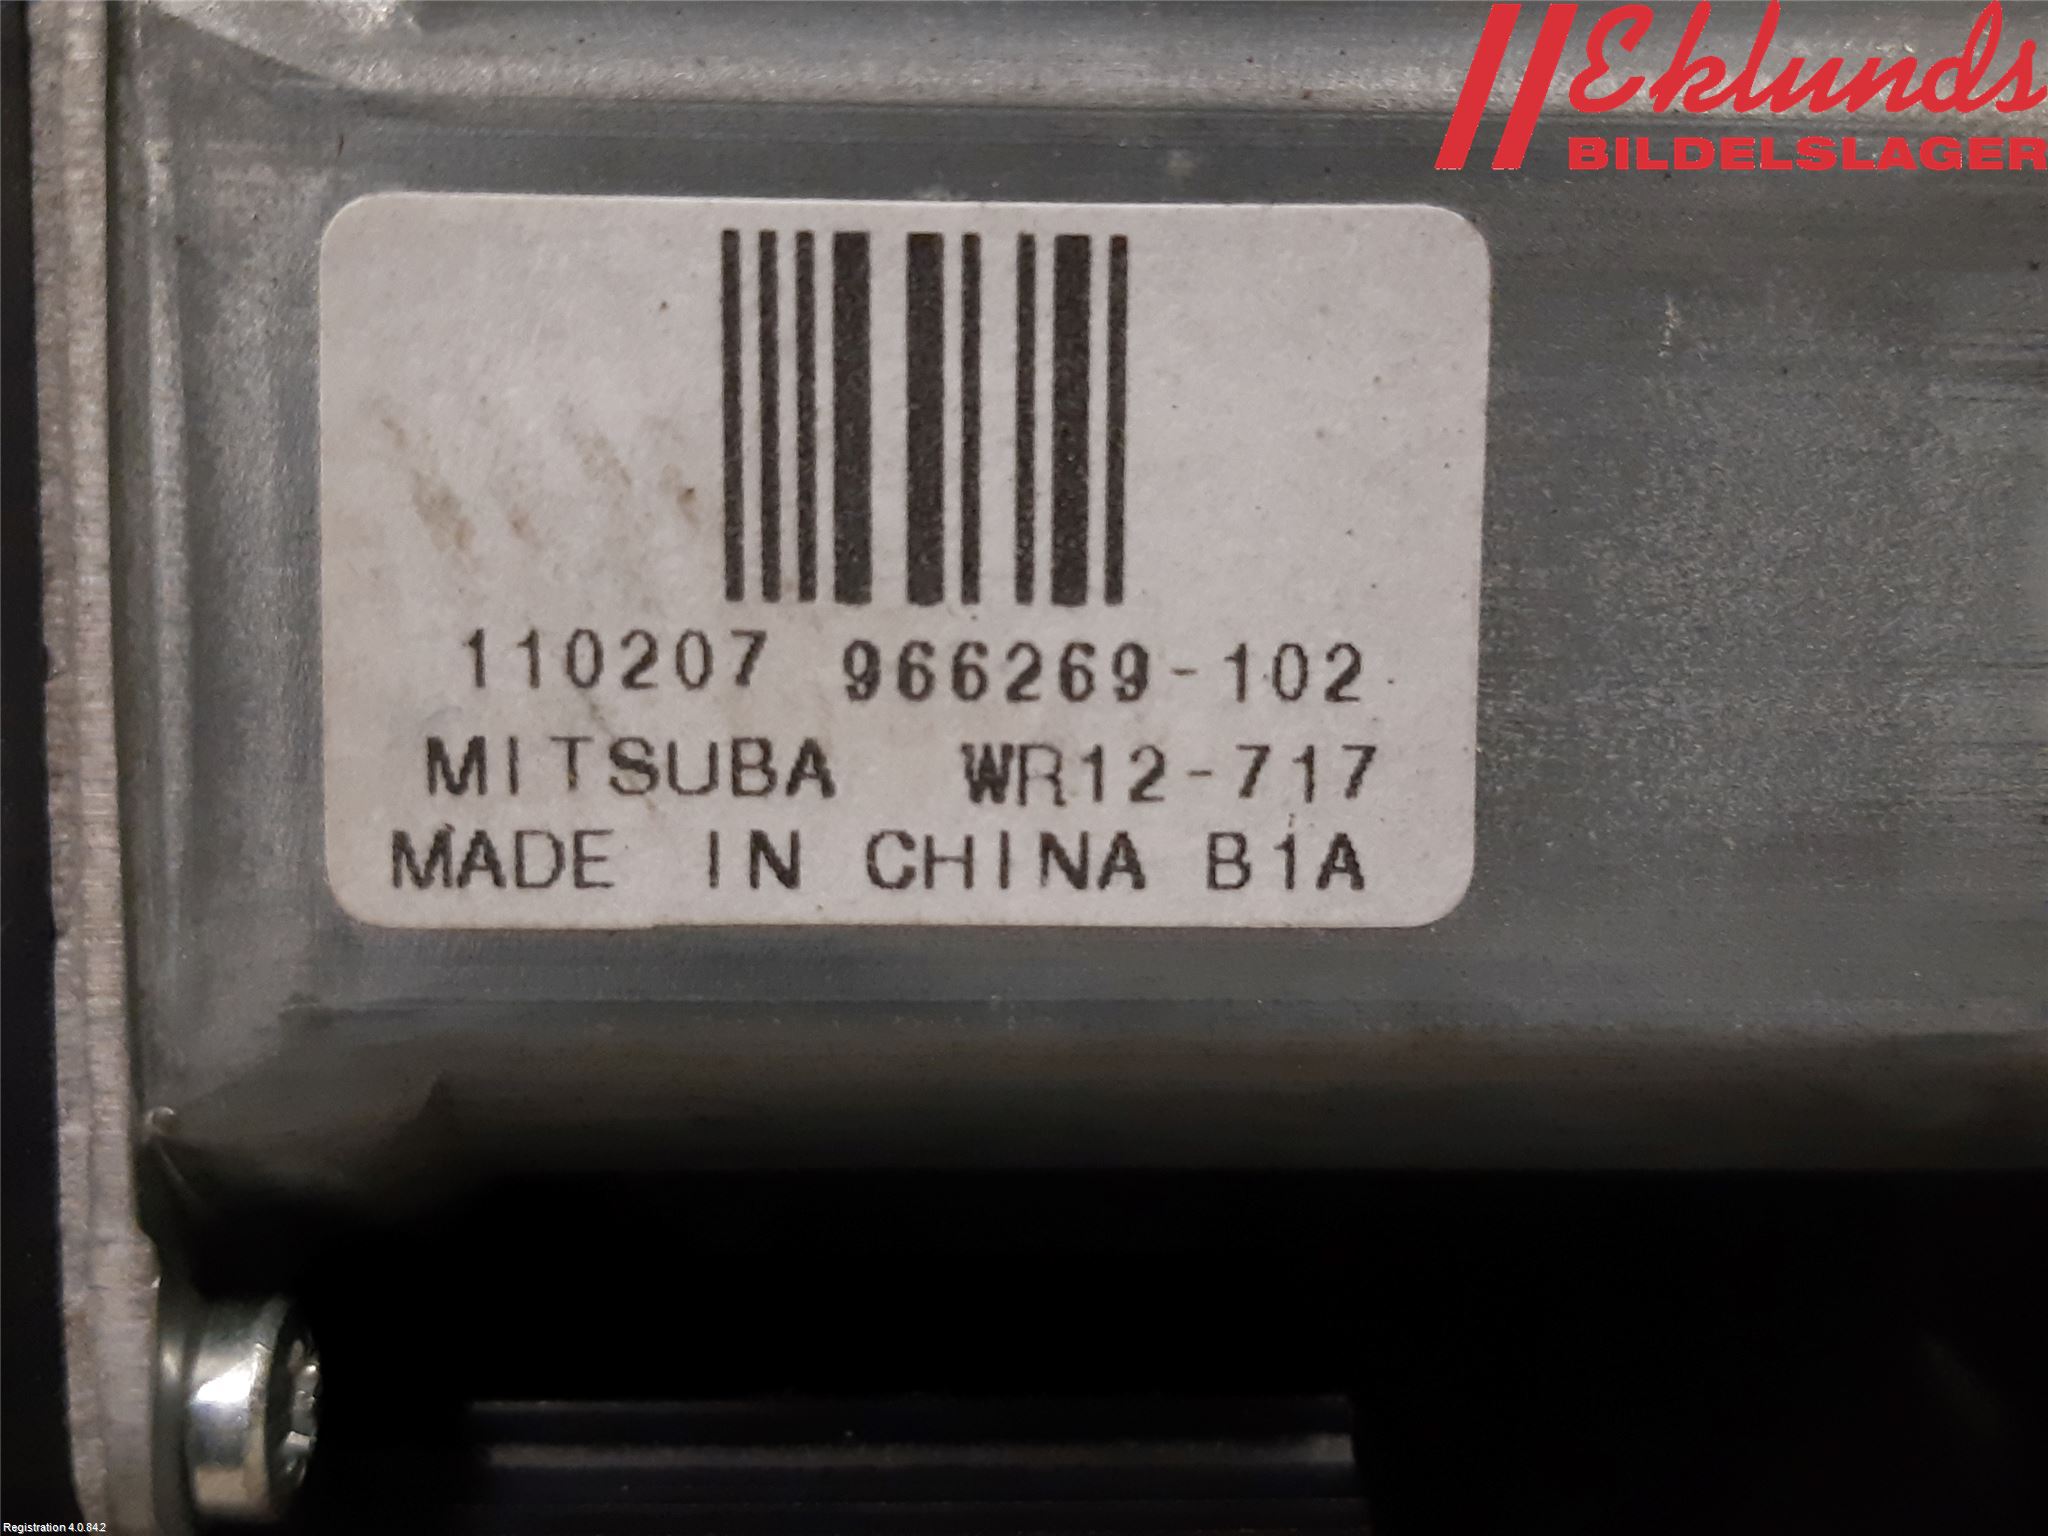 Eklunds
BILDELSLAGER
110207 966269-102
MITSUBA WR12-717
MADE IN CHINA B1A
Registration 4.0.84.2